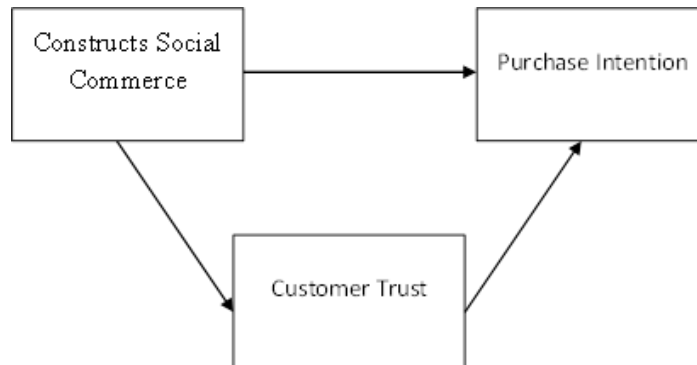 Constructs Social
Commerce
Purchase Intention
Customer Trust